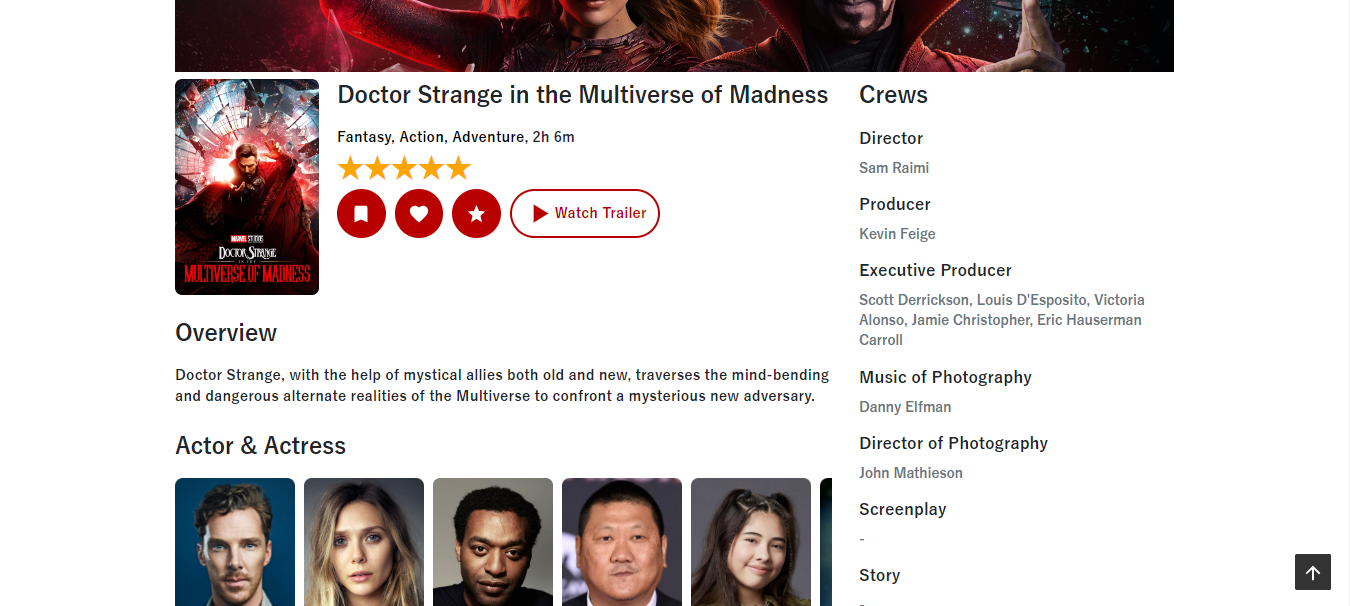 Doctor Strange in the Multiverse of Madness
Fantasy, Action, Adventure, 2h 6m
Watch Trailer
MARVEL STUDIOS
DOCTOR STRANGE
IN THE
MULTIVERSE OF MADNESS
Overview
Doctor Strange, with the help of mystical allies both old and new, traverses the mind-bending
and dangerous alternate realities of the Multiverse to confront a mysterious new adversary.
Actor & Actress
Crews
Director
Sam Raimi
Producer
Kevin Feige
Executive Producer
Scott Derrickson, Louis D'Esposito, Victoria
Alonso, Jamie Christopher, Eric Hauserman
Carroll
Music of Photography
Danny Elfman
Director of Photography
John Mathieson
Screenplay
-
Story
-